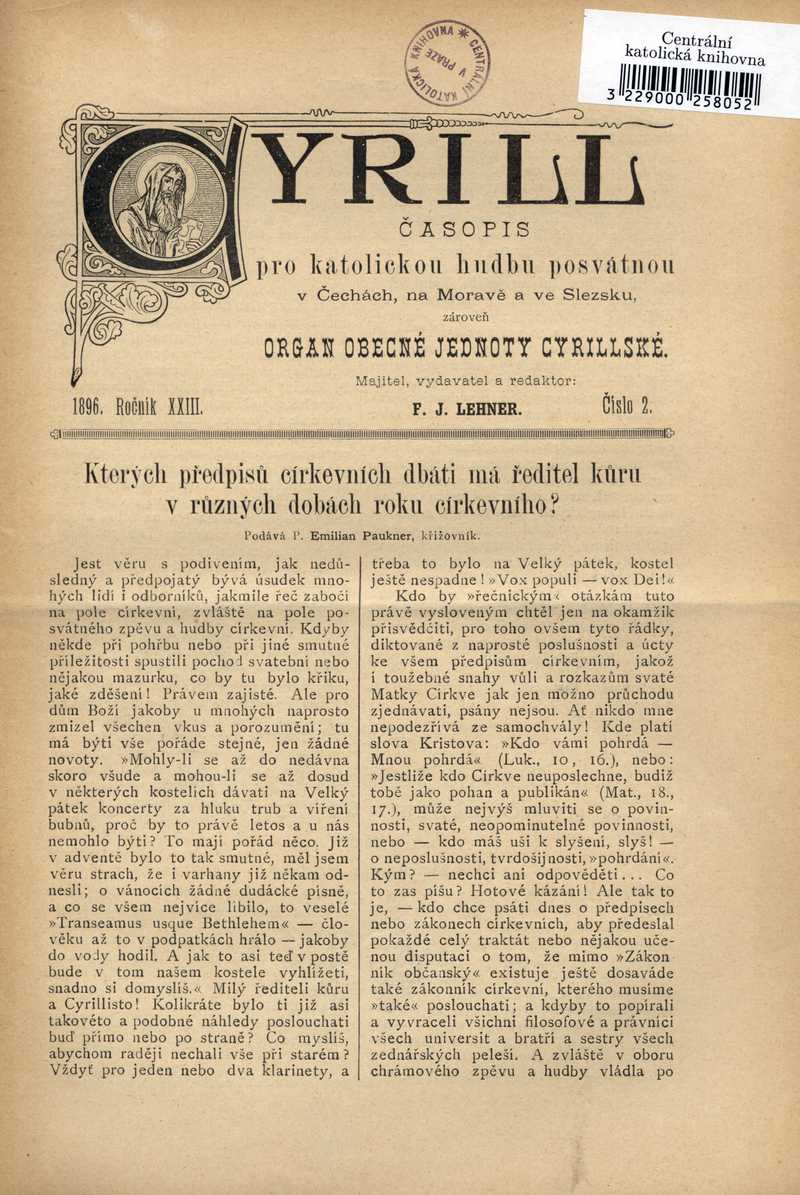 KNIHOVNA * CENTRÁLNÍ KATOLICKÁ
V PRAZE
Centrální
katolická knihovna
3 229000 258052
CYRILL
ČASOPIS
pro katolickou hudbu posvátnou
v Čechách, na Moravě a ve Slezsku,
zároveň
ORGAN OBECNÉ JEDNOTY CYRILLSKÉ.
Majitel, vydavatel a redaktor:
1896. Ročník XXIII.
F. J. LEHNER.
Číslo 2.
Kterých předpisů církevních dbáti má ředitel kůru
v různých dobách roku církevního?
Podává P. Emilian Paukner, křižovník.
Jest věru s podivením, jak nedů-
sledný a předpojatý bývá úsudek mno-
hých lidí i odborníků, jakmile řeč zabočí
na pole církevní, zvláště na pole po-
svátného zpěvu a hudby církevní. Kdyby
někde při pohřbu nebo při jiné smutné
příležitosti spustili pochod svatební nebo
nějakou mazurku, co by tu bylo křiku,
jaké zděšení! Právem zajisté. Ale pro
dům Boží jakoby u mnohých naprosto
zmizel všechen vkus a porozumění; tu
má býti vše pořáde stejné, jen žádné
novoty. »Mohly-li se až do nedávna
skoro všude a mohou-li se až dosud
v některých kostelích dávati na Velký
pátek koncerty za hluku trub a víření
bubnů, proč by to právě letos a u nás
nemohlo býti? To mají pořád něco. Již
v adventě bylo to tak smutné, měl jsem
věru strach, že i varhany již někam od-
nesli; o vánocích žádné dudácké písně,
a co se všem nejvíce líbilo, to veselé
»Transeamus usque Bethlehem« — člo-
věku až to v podpatkách hrálo — jakoby
do vody hodil. A jak to asi teď v postě
bude v tom našem kostele vyhlížeti,
snadno si domyslíš.« Milý řediteli kůru
a Cyrillisto! Kolikráte bylo ti již asi
takovéto a podobné náhledy poslouchati
buď přímo nebo po straně? Co myslíš,
abychom raději nechali vše při starém?
Vždyť pro jeden nebo dva klarinety, a
třeba to bylo na Velký pátek, kostel
ještě nespadne! »Vox populi — vox Dei!«
Kdo by »řečnickým« otázkám tuto
právě vysloveným chtěl jen na okamžik
přisvědčiti, pro toho ovšem tyto řádky,
diktované z naprosté poslušnosti a úcty
ke všem předpisům církevním, jakož
i toužebné snahy vůli a rozkazům svaté
Matky Církve jak jen možno průchodu
zjednávati, psány nejsou. Ať nikdo mne
nepodezřívá ze samochvály! Kde platí
slova Kristova: »Kdo vámi pohrdá —
Mnou pohrdá« (Luk., 10, 16.), nebo:
»Jestliže kdo Církve neuposlechne, budiž
tobě jako pohan a publikán« (Mat., 18.,
17.), může nejvýš mluviti se o povin-
nosti, svaté, neopominutelné povinnosti,
nebo — kdo máš uši k slyšení, slyš! —
o neposlušnosti, tvrdošíjnosti, »pohrdání«.
Kým? — nechci ani odpověděti... Co
to zas píšu? Hotové kázání! Ale tak to
je, — kdo chce psáti dnes o předpisech
nebo zákonech církevních, aby předeslal
pokaždé celý traktát nebo nějakou uče-
nou disputaci o tom, že mimo »Zákon
ník občanský« existuje ještě dosaváde
také zákonník církevní, kterého musíme
»také« poslouchati; a kdyby to popírali
a vyvraceli všichni filosofové a právníci
všech universit a bratři a sestry všech
zednářských peleší. A zvláště v oboru
chrámového zpěvu a hudby vládla po